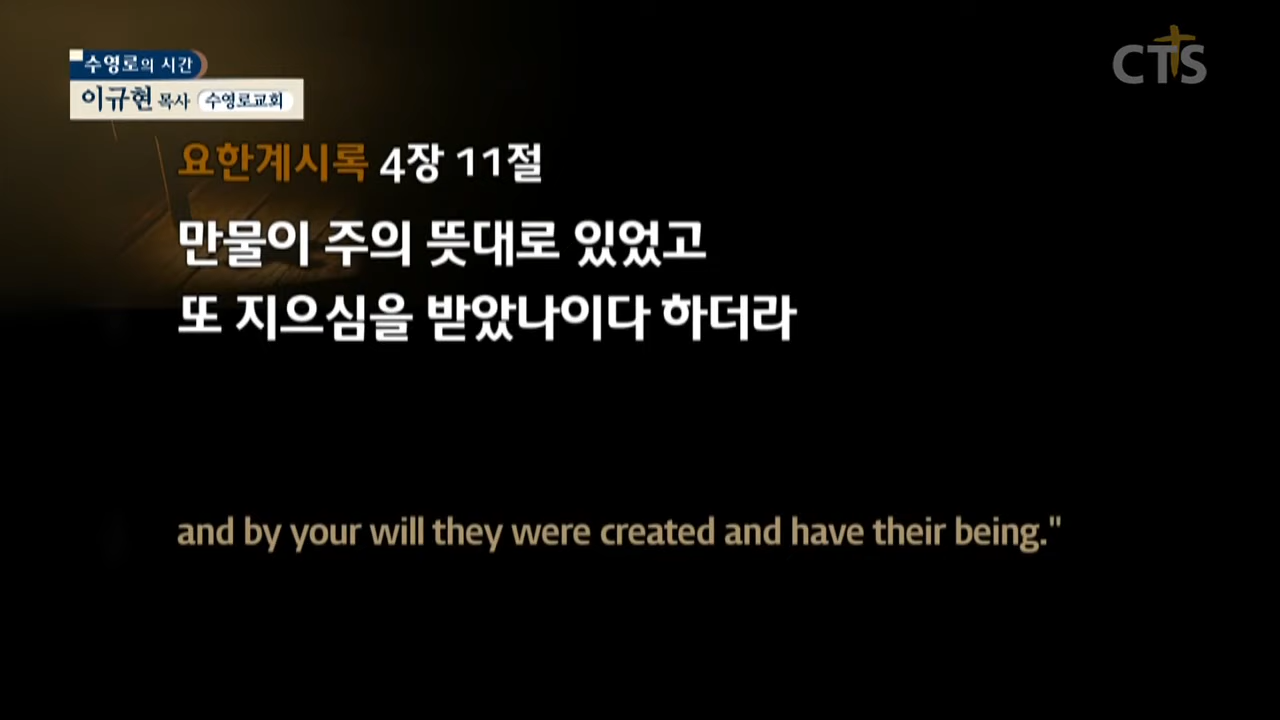 수영로의 시간
이규현 목사 수영로교회
CTS
요한계시록 4장 11절
만물이 주의 뜻대로 있었고
또 지으심을 받았나이다 하더라
and by your will they were created and have their being."